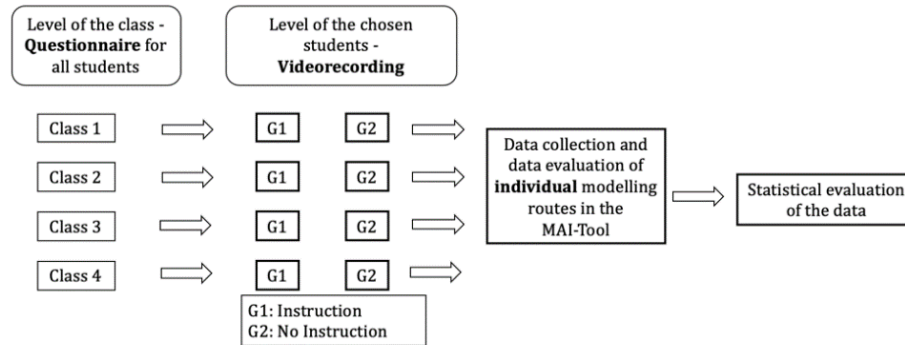 Level of the class -
Questionnaire for
all students
Level of the chosen
students -
Videorecording
Class 1
G1
G2
Class 2
G1
G2
Class 3
G1
G2
Class 4
G1
G2
Data collection and
data evaluation of
individual modelling
routes in the
MAI-Tool
Statistical evaluation
of the data
G1: Instruction
G2: No Instruction